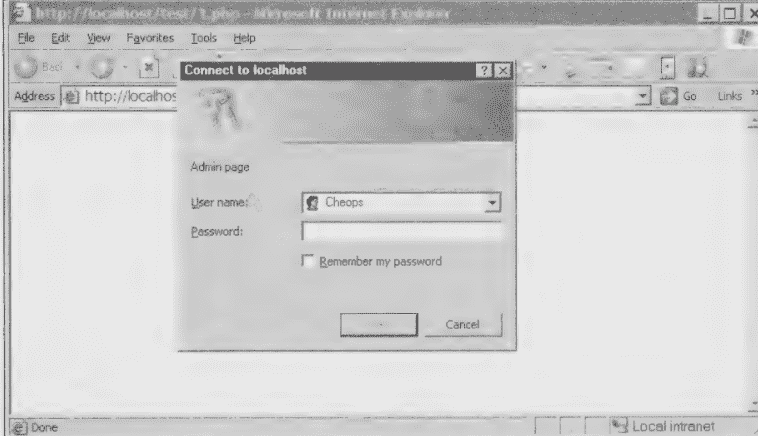 http://localhost/test/1.php - Microsoft Internet Explorer
File Edit View Favorites Tools Help
Back
Connect to localhost
Address http://localhos Go Links »
Admin page
User name: Cheops
Password:
Remember my password
Cancel
Done Local intranet